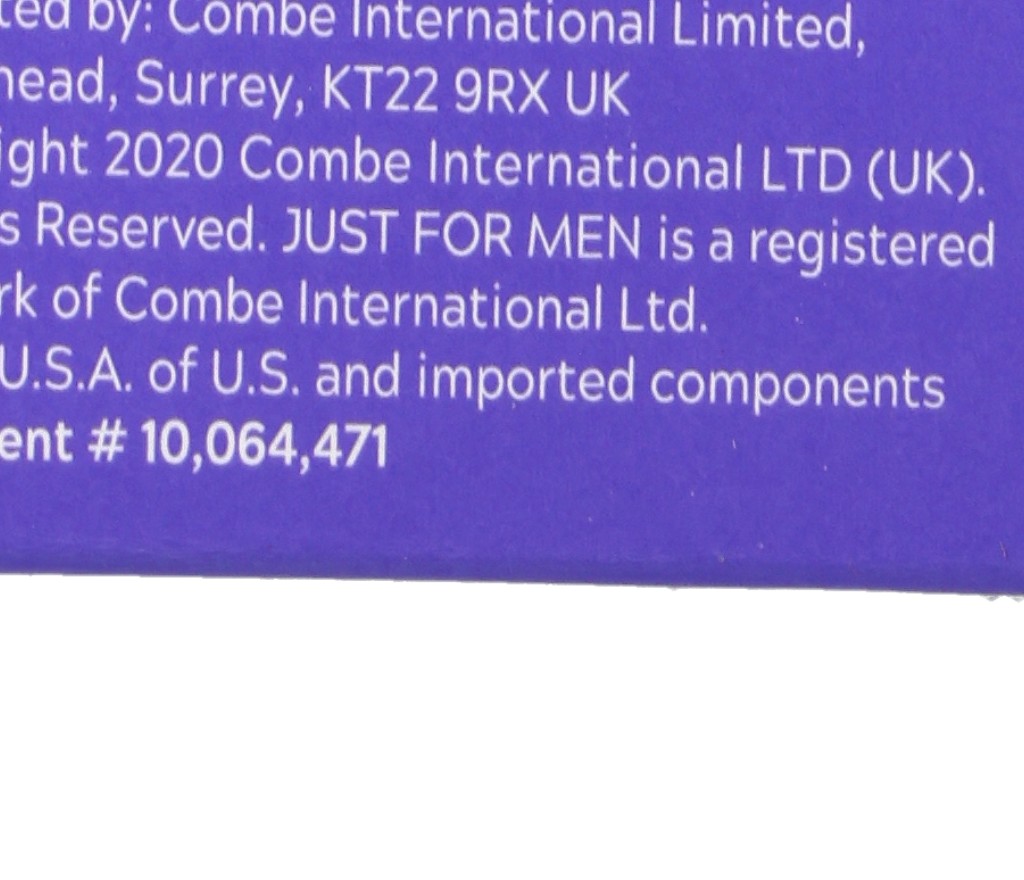 ted by: Combe International Limited,
head, Surrey, KT22 9RX UK
ight 2020 Combe International LTD (UK).
s Reserved. JUST FOR MEN is a registered
rk of Combe International Ltd.
U.S.A. of U.S. and imported components
ent # 10,064,471